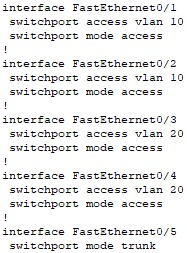 interface FastEthernet0/1
switchport access vlan 10
switchport mode access
!
interface FastEthernet0/2
switchport access vlan 10
switchport mode access
!
interface FastEthernet0/3
switchport access vlan 20
switchport mode access
!
interface FastEthernet0/4
switchport access vlan 20
switchport mode access
!
interface FastEthernet0/5
switchport mode trunk